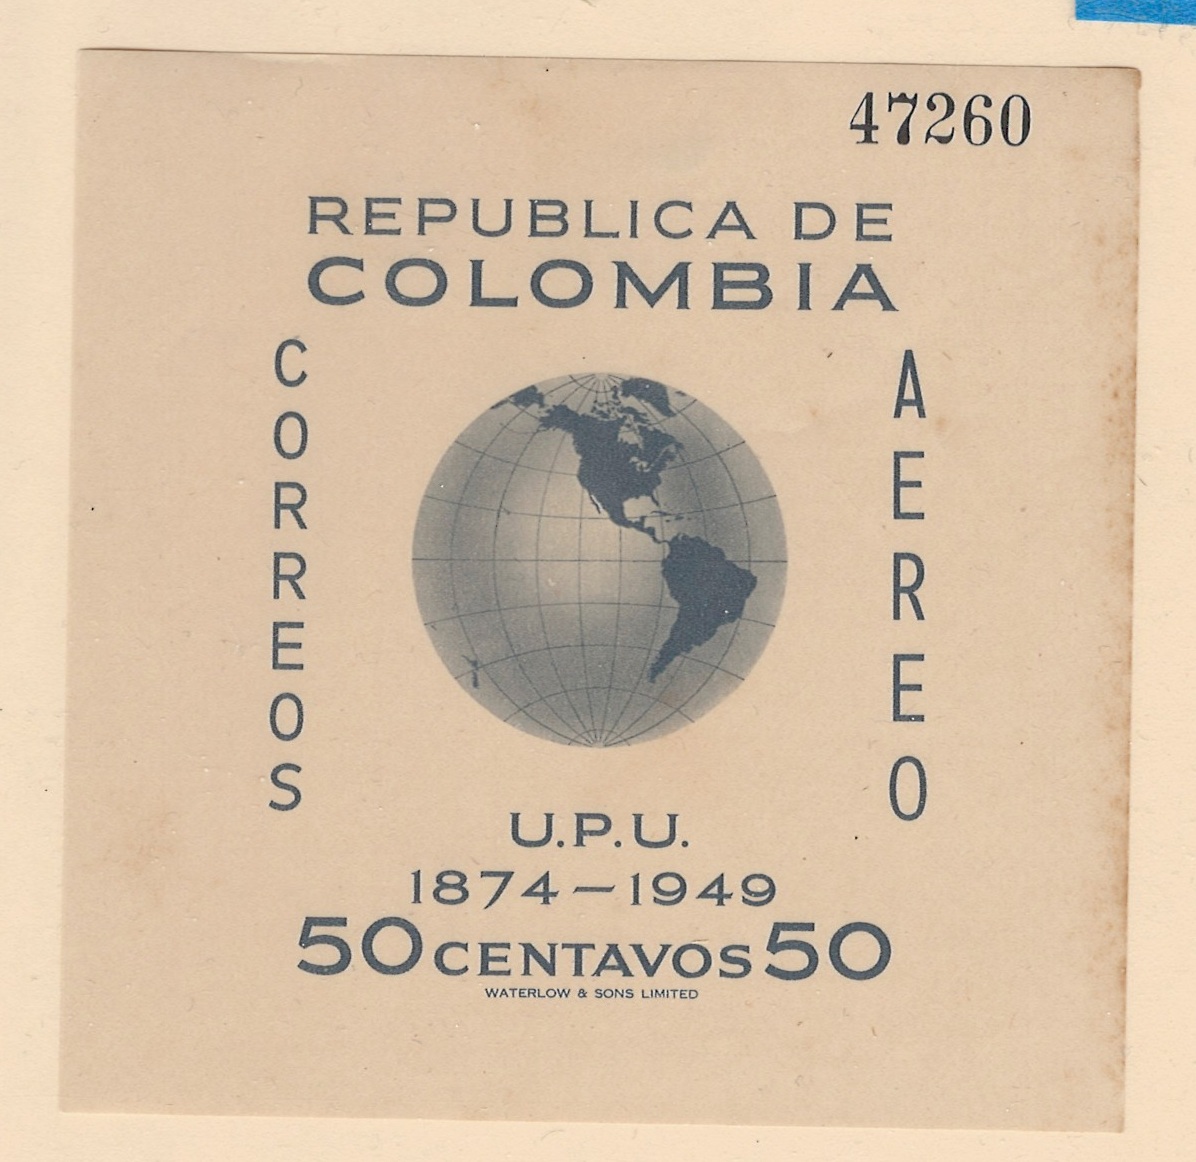 47260
REPUBLICA DE
COLOMBIA
CORREOS
AEREO
U.P.U.
1874–1949
50 CENTAVOS 50
WATERLOW & SONS LIMITED